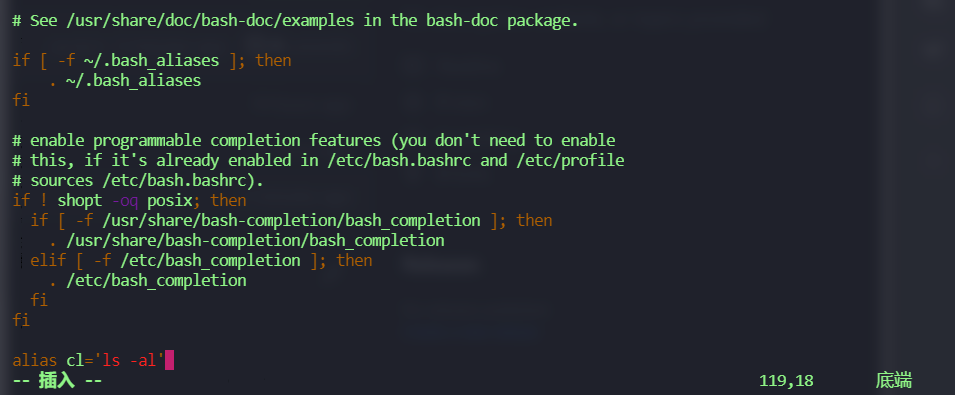 # See /usr/share/doc/bash-doc/examples in the bash-doc package.

if [ -f ~/.bash_aliases ]; then
    . ~/.bash_aliases
fi

# enable programmable completion features (you don't need to enable
# this, if it's already enabled in /etc/bash.bashrc and /etc/profile
# sources /etc/bash.bashrc).
if ! shopt -oq posix; then
  if [ -f /usr/share/bash-completion/bash_completion ]; then
    . /usr/share/bash-completion/bash_completion
  elif [ -f /etc/bash_completion ]; then
    . /etc/bash_completion
  fi
fi

alias cl='ls -al'
-- 插入 -- 119,18 底端